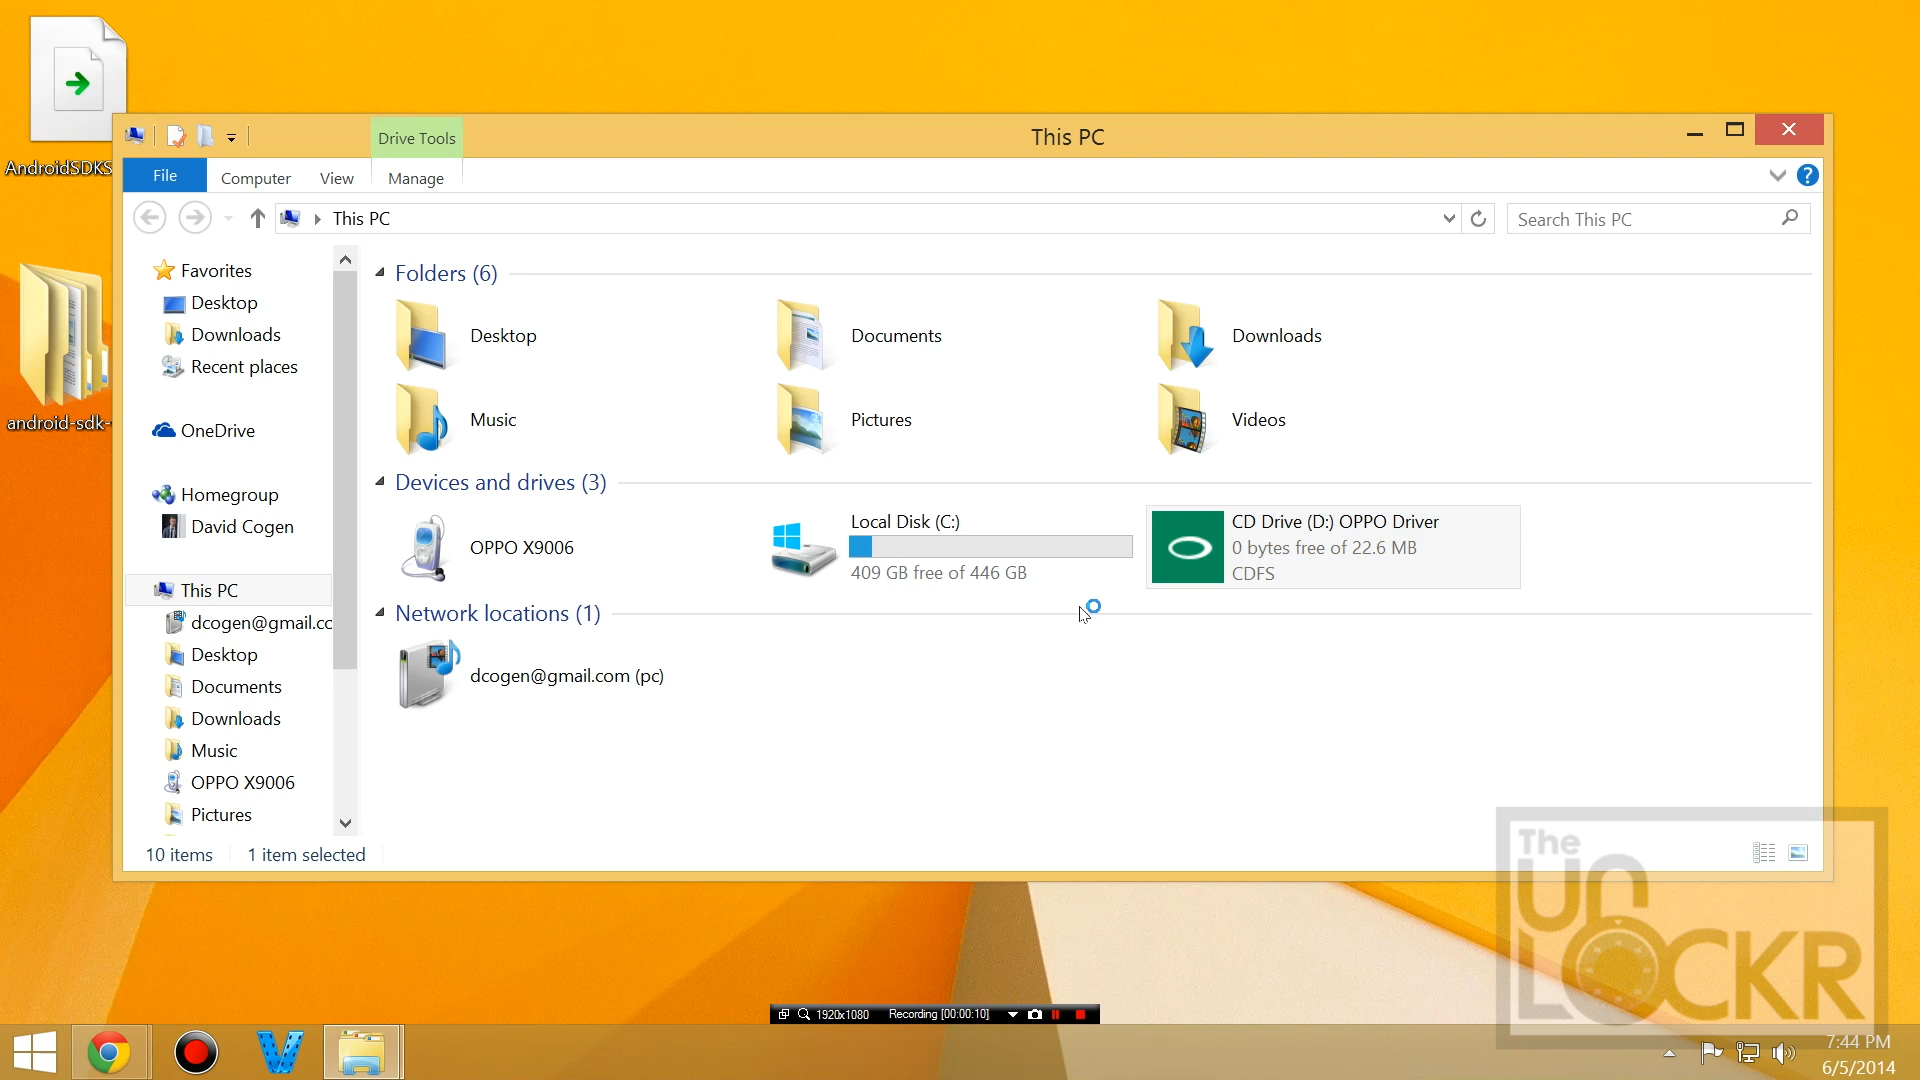 AndroidSDKS
android-sdk-
Drive Tools
This PC
File
Computer
View
Manage
?
This PC
Search This PC
Favorites
Desktop
Downloads
Recent places
OneDrive
Homegroup
David Cogen
This PC
dcogen@gmail.cc
Desktop
Documents
Downloads
Music
OPPO X9006
Pictures
Folders (6)
Desktop
Documents
Downloads
Music
Pictures
Videos
Devices and drives (3)
OPPO X9006
Local Disk (C:)
409 GB free of 446 GB
CD Drive (D:) OPPO Driver
0 bytes free of 22.6 MB
CDFS
Network locations (1)
dcogen@gmail.com (pc)
10 items
1 item selected
The
UN
LOCKR
1920x1080
Recording [00:00:10]
7:44 PM
6/5/2014